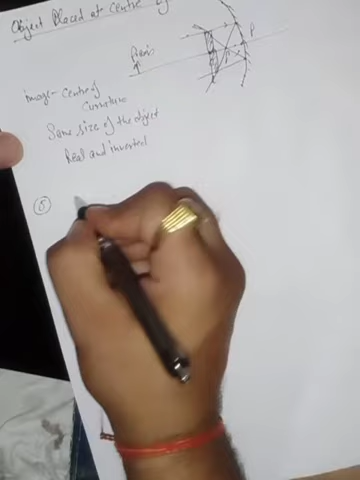 Object Placed at Centre of
P
Axis
image - Centre of
Curvature
Same size of the object
Real and inverted
5